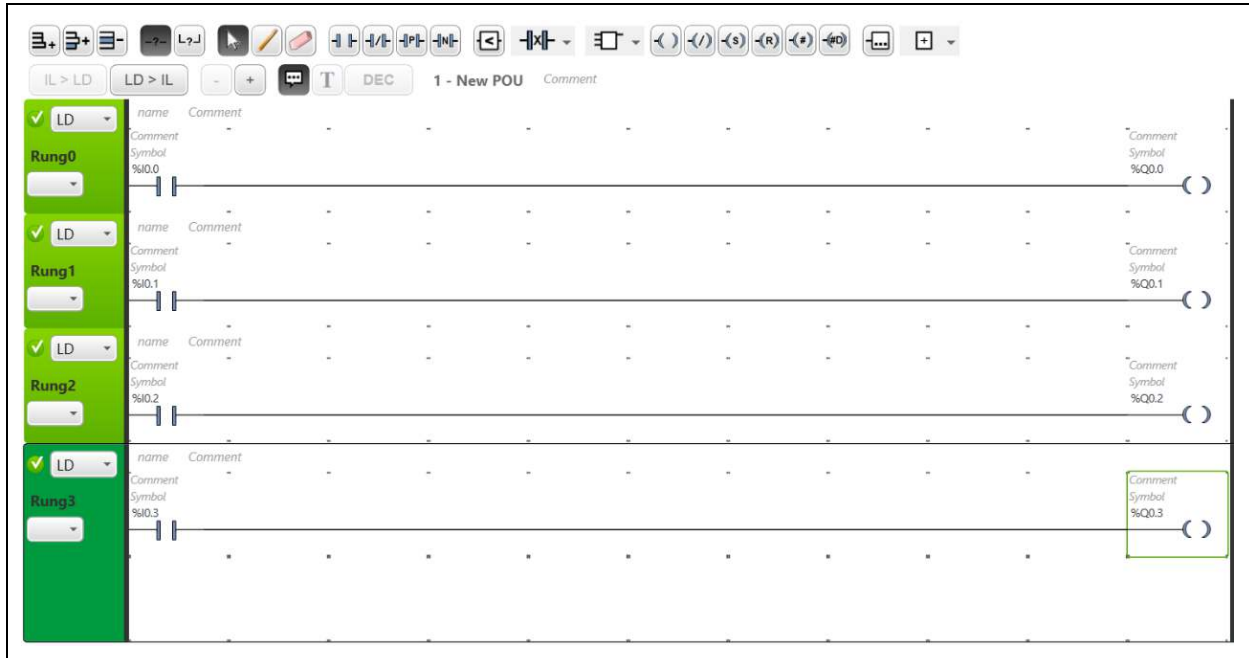 -?- L?J P N < X ( ) (/) (S) (R) (#) (#D) ... +
IL > LD LD > IL - + T DEC 1 - New POU Comment
LD name Comment
Comment Comment
Rung0 Symbol Symbol
%I0.0 %Q0.0
LD name Comment
Comment Comment
Rung1 Symbol Symbol
%I0.1 %Q0.1
LD name Comment
Comment Comment
Rung2 Symbol Symbol
%I0.2 %Q0.2
LD name Comment
Comment Comment
Rung3 Symbol Symbol
%I0.3 %Q0.3